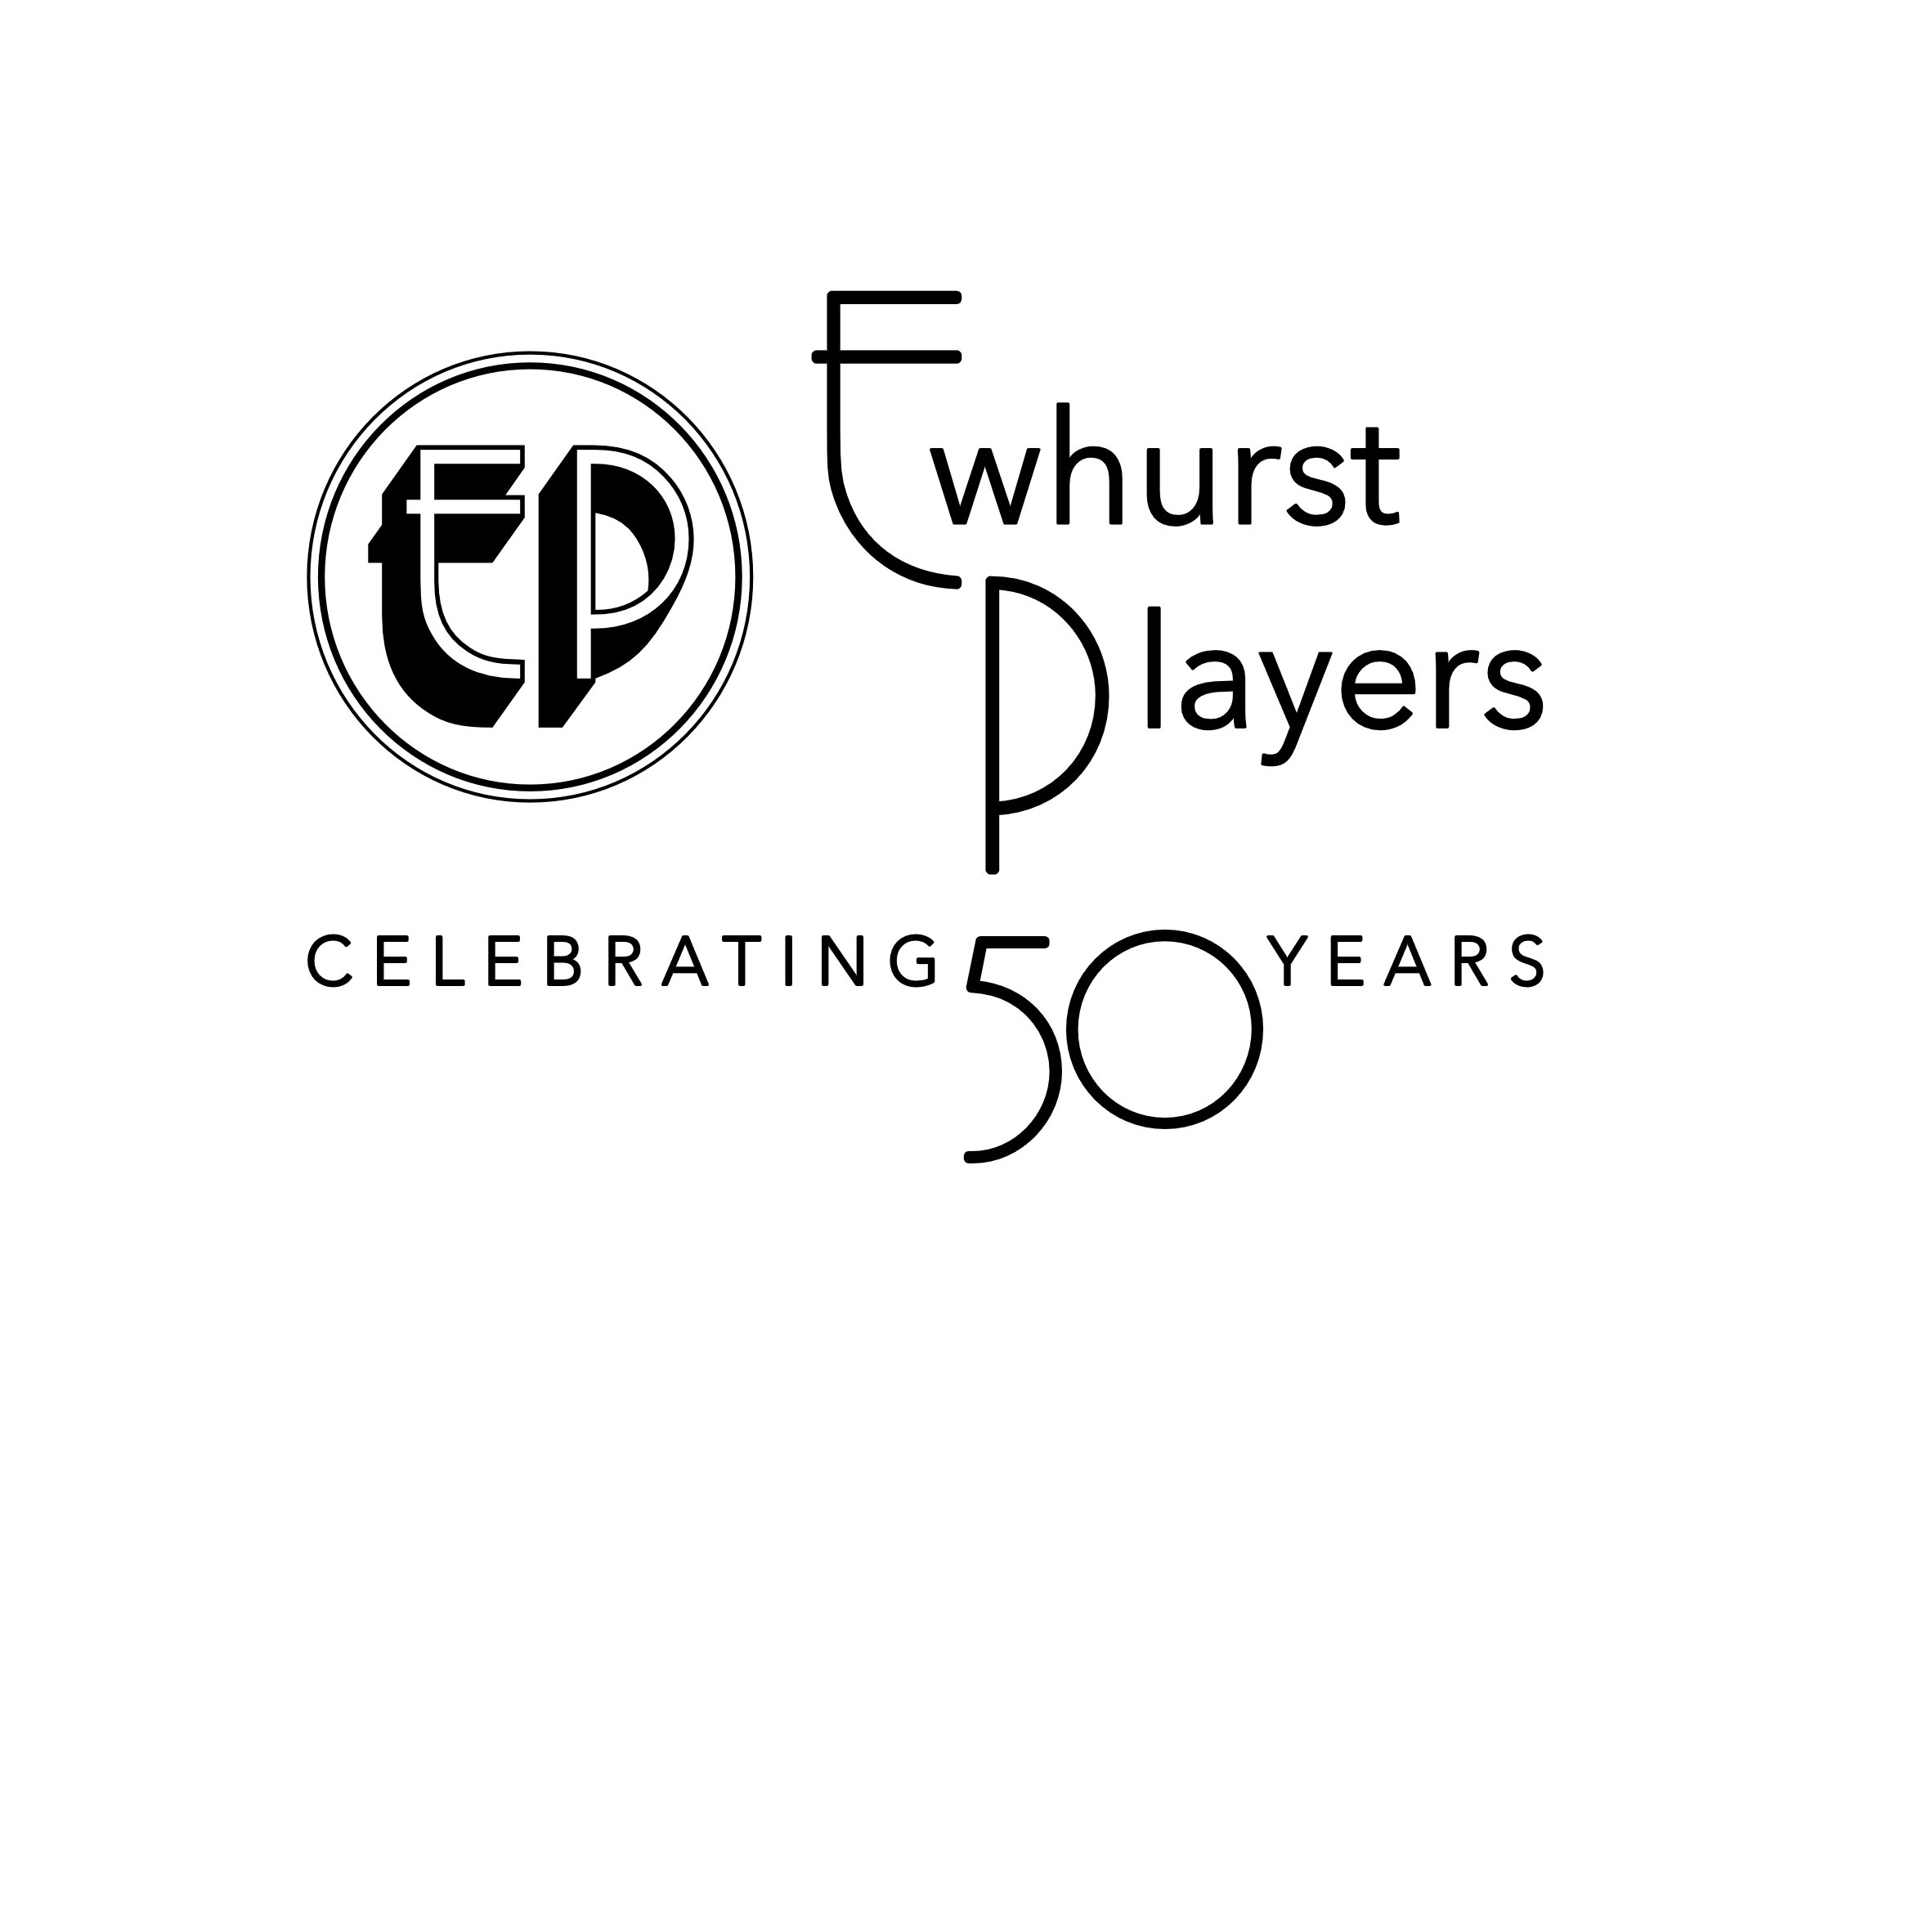 EP
Ewhurst
Players
CELEBRATING 50 YEARS